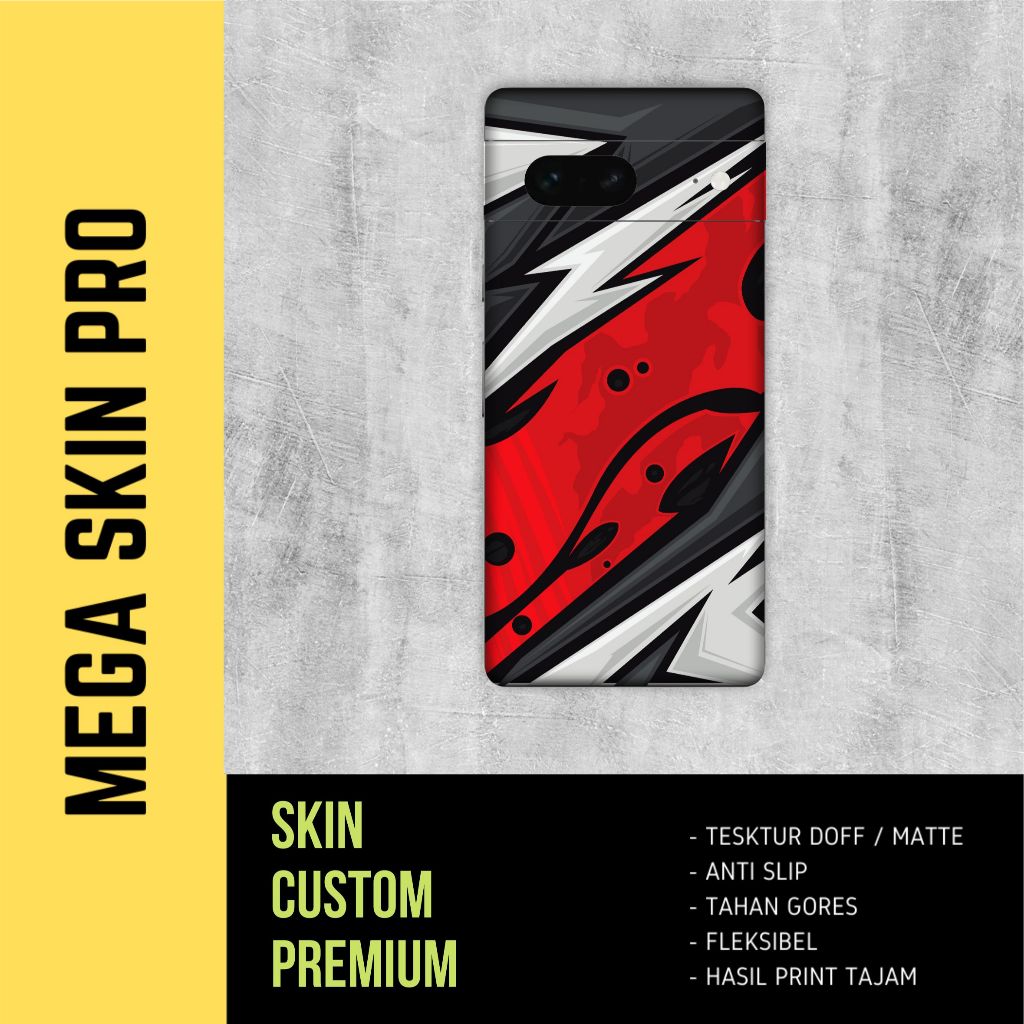 MEGA SKIN PRO
SKIN
CUSTOM
PREMIUM
- TESKTUR DOFF / MATTE
- ANTI SLIP
- TAHAN GORES
- FLEKSIBEL
- HASIL PRINT TAJAM